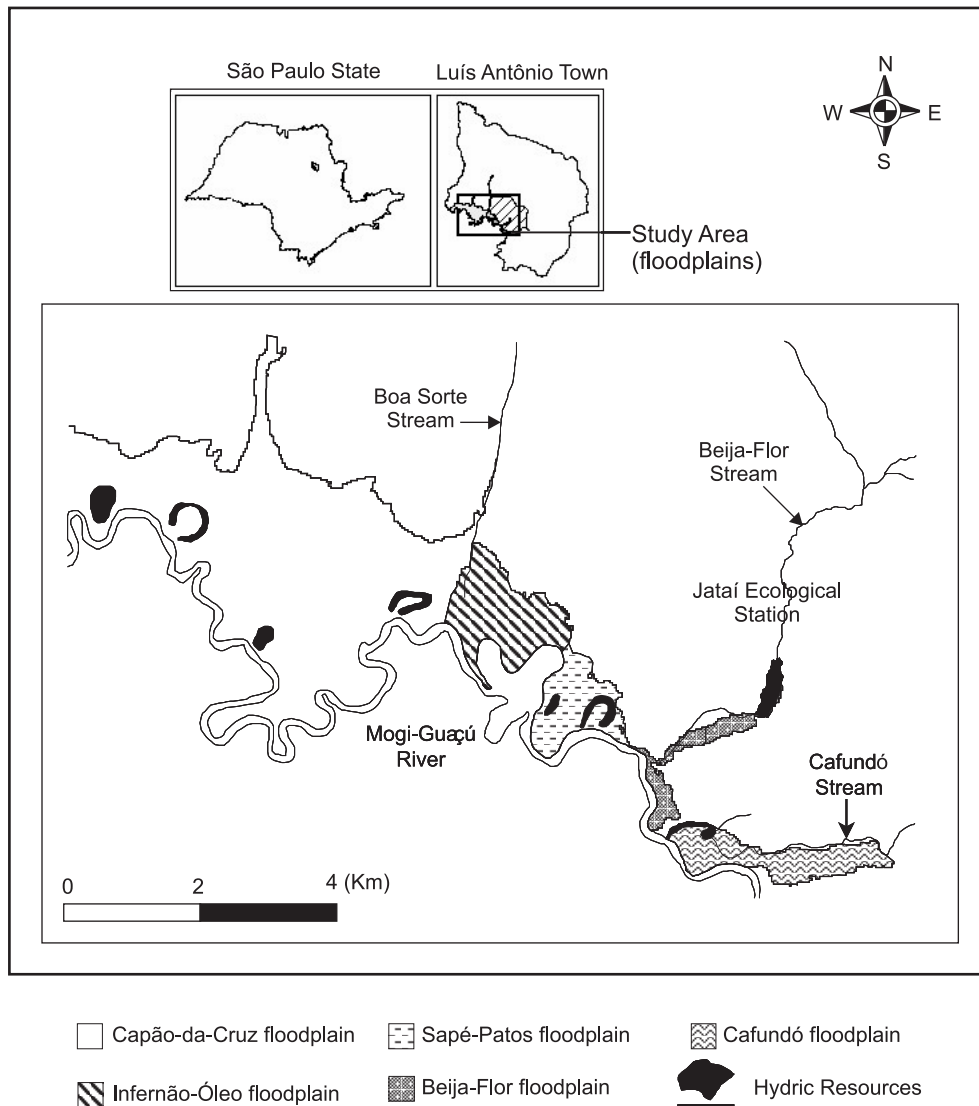 São Paulo State
Luís Antônio Town
N
W
E
S
Study Area
(floodplains)
Boa Sorte
Stream
Beija-Flor
Stream
Jataí Ecological
Station
Mogi-Guaçú
River
Cafundó
Stream
0 2 4 (Km)
Capão-da-Cruz floodplain
Sapé-Patos floodplain
Cafundó floodplain
Infernão-Óleo floodplain
Beija-Flor floodplain
Hydric Resources